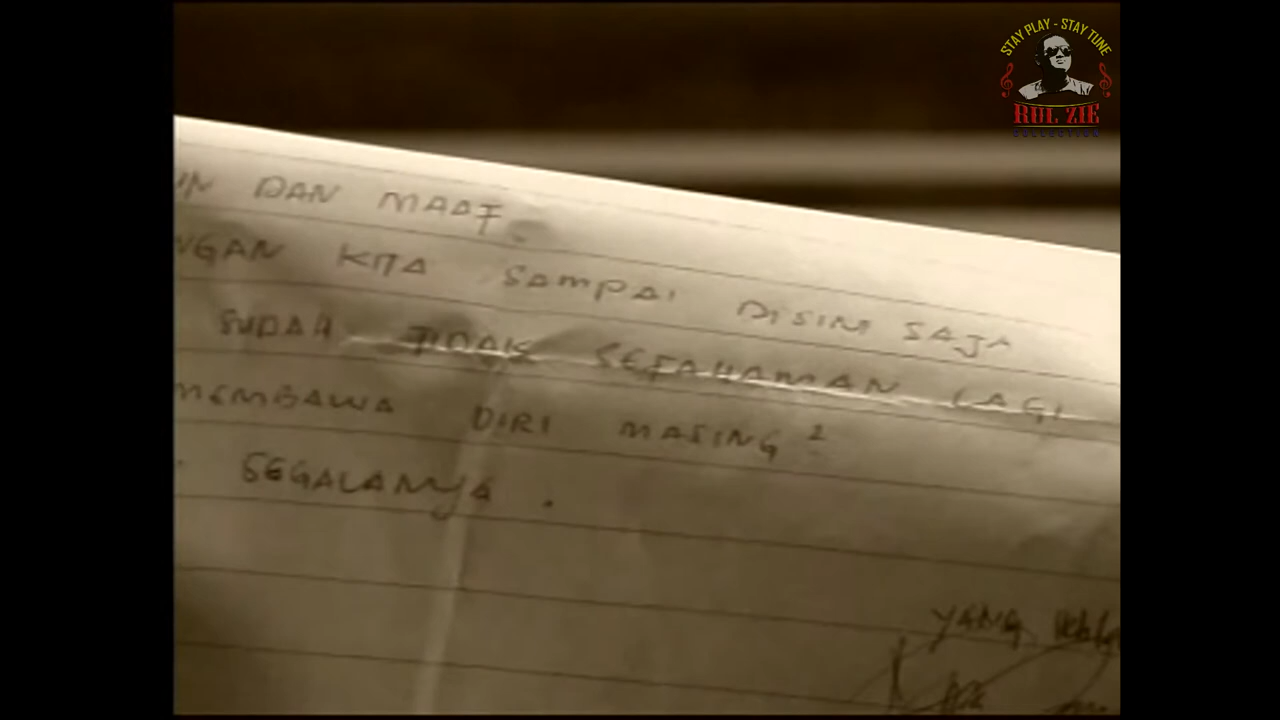 STAY PLAY - STAY TUNE
RUL ZIE
COLLECTION
DAN MAAF
KITA SAMPAI DISINI SAJA
SUDAH TIDAK SEFAHAMAN LAGI
MEMBAWA DIRI MASING²
SEGALANYA .
YANG